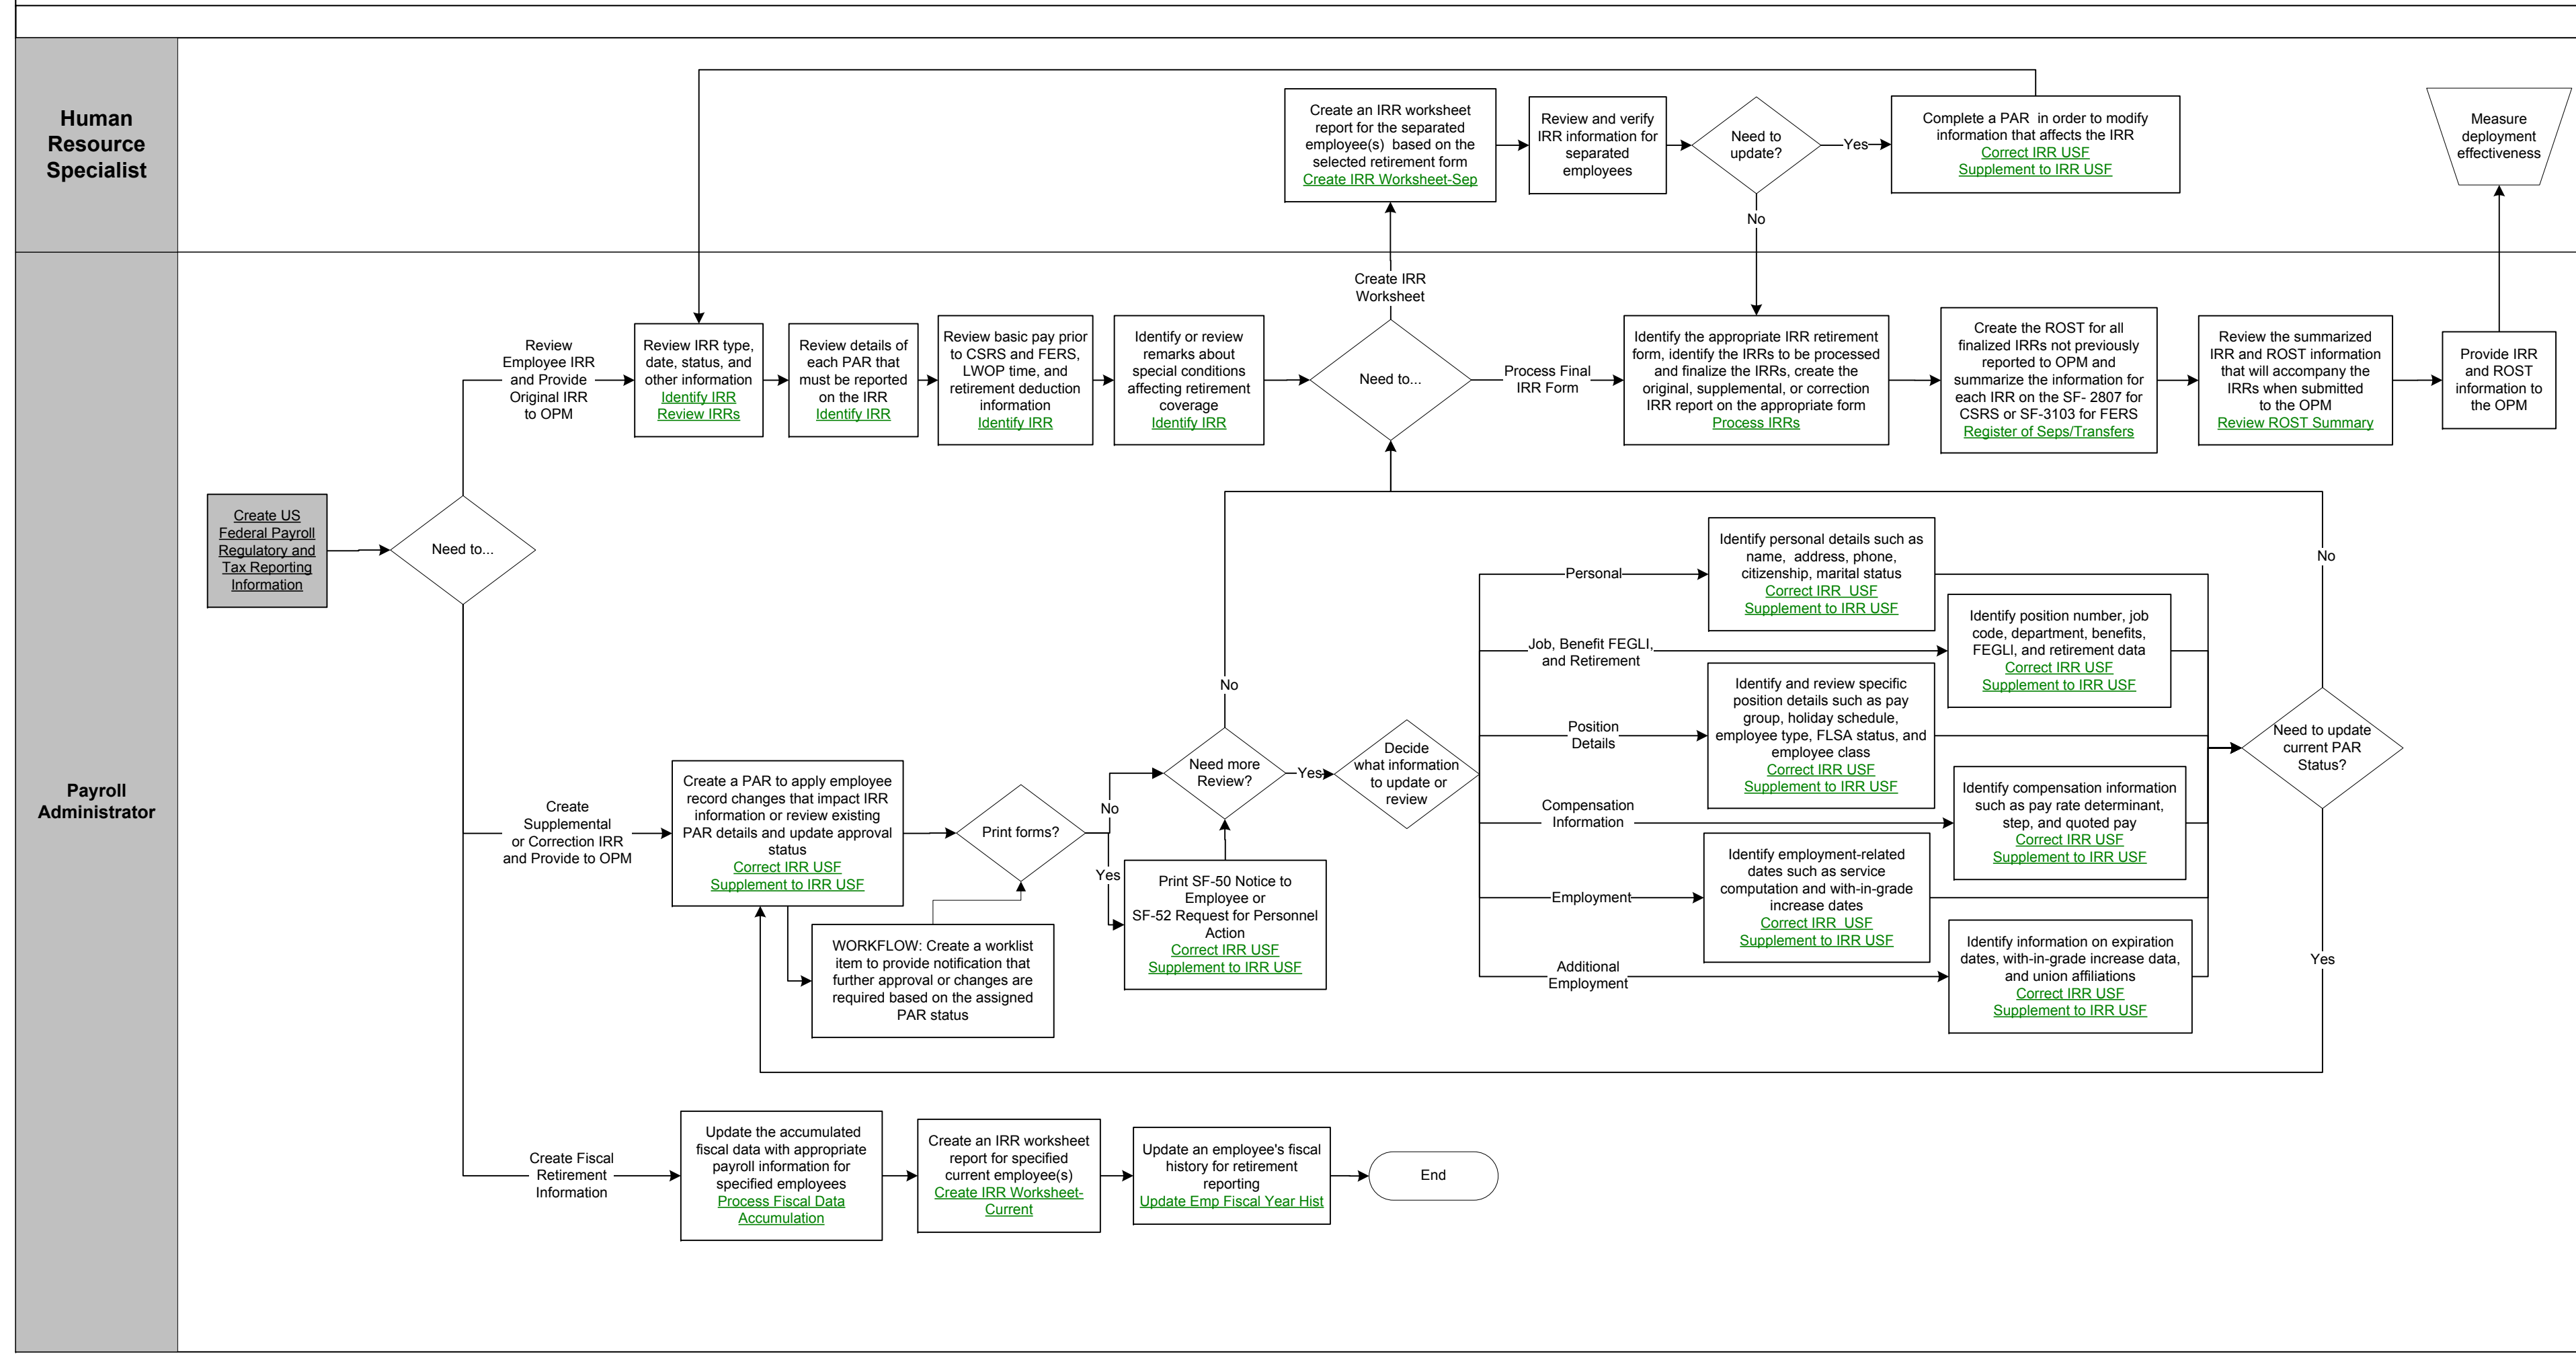 Human
Resource
Specialist
Create an IRR worksheet
report for the separated
employee(s) based on the
selected retirement form
Create IRR Worksheet-Sep
Review and verify
IRR information for
separated
employees
Need to
update?
Yes
No
Complete a PAR in order to modify
information that affects the IRR
Correct IRR USF
Supplement to IRR USF
Measure
deployment
effectiveness
Payroll
Administrator
Create US
Federal Payroll
Regulatory and
Tax Reporting
Information
Need to...
Review
Employee IRR
and Provide
Original IRR
to OPM
Review IRR type,
date, status, and
other information
Identify IRR
Review IRRs
Review details of
each PAR that
must be reported
on the IRR
Identify IRR
Review basic pay prior
to CSRS and FERS,
LWOP time, and
retirement deduction
information
Identify IRR
Identify or review
remarks about
special conditions
affecting retirement
coverage
Identify IRR
Create IRR
Worksheet
Need to...
Process Final
IRR Form
Identify the appropriate IRR retirement
form, identify the IRRs to be processed
and finalize the IRRs, create the
original, supplemental, or correction
IRR report on the appropriate form
Process IRRs
Create the ROST for all
finalized IRRs not previously
reported to OPM and
summarize the information for
each IRR on the SF- 2807 for
CSRS or SF-3103 for FERS
Register of Seps/Transfers
Review the summarized
IRR and ROST information
that will accompany the
IRRs when submitted
to the OPM
Review ROST Summary
Provide IRR
and ROST
information to
the OPM
Create
Supplemental
or Correction IRR
and Provide to OPM
Create a PAR to apply employee
record changes that impact IRR
information or review existing
PAR details and update approval
status
Correct IRR USF
Supplement to IRR USF
WORKFLOW: Create a worklist
item to provide notification that
further approval or changes are
required based on the assigned
PAR status
Print forms?
No
Yes
Print SF-50 Notice to
Employee or
SF-52 Request for Personnel
Action
Correct IRR USF
Supplement to IRR USF
Need more
Review?
No
Yes
Decide
what information
to update or
review
Personal
Identify personal details such as
name, address, phone,
citizenship, marital status
Correct IRR USF
Supplement to IRR USF
Job, Benefit FEGLI,
and Retirement
Identify position number, job
code, department, benefits,
FEGLI, and retirement data
Correct IRR USF
Supplement to IRR USF
Position
Details
Identify and review specific
position details such as pay
group, holiday schedule,
employee type, FLSA status, and
employee class
Correct IRR USF
Supplement to IRR USF
Compensation
Information
Identify compensation information
such as pay rate determinant,
step, and quoted pay
Correct IRR USF
Supplement to IRR USF
Employment
Identify employment-related
dates such as service
computation and with-in-grade
increase dates
Correct IRR USF
Supplement to IRR USF
Additional
Employment
Identify information on expiration
dates, with-in-grade increase data,
and union affiliations
Correct IRR USF
Supplement to IRR USF
Need to update
current PAR
Status?
No
Yes
Create Fiscal
Retirement
Information
Update the accumulated
fiscal data with appropriate
payroll information for
specified employees
Process Fiscal Data
Accumulation
Create an IRR worksheet
report for specified
current employee(s)
Create IRR Worksheet-
Current
Update an employee's fiscal
history for retirement
reporting
Update Emp Fiscal Year Hist
End